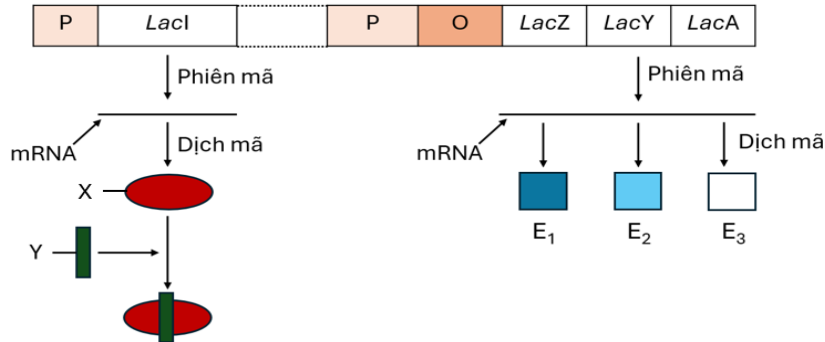 P LacI P O LacZ LacY LacA
Phiên mã Phiên mã
mRNA Dịch mã mRNA Dịch mã
X
E1 E2 E3
Y